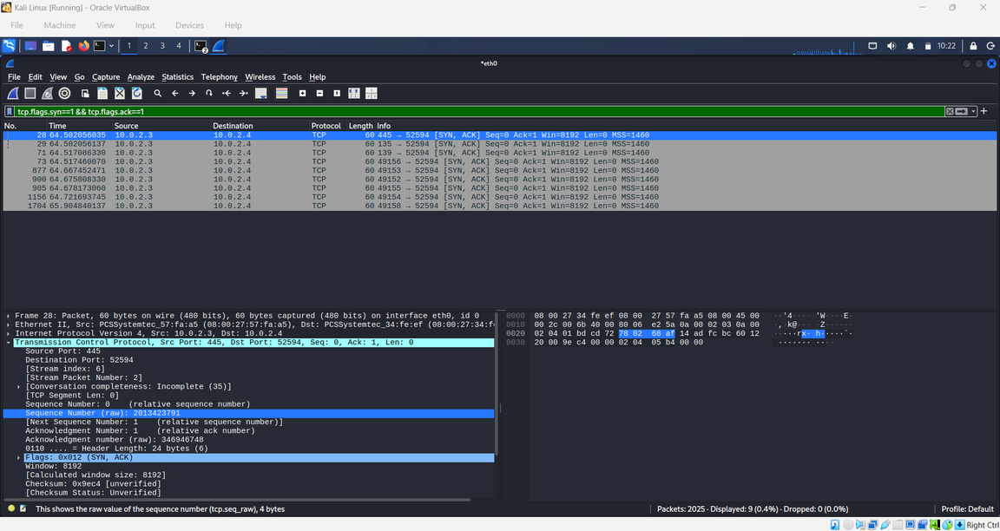 Kali Linux [Running] - Oracle VirtualBox
File Machine View Input Devices Help
1 2 3 4 2 10:22
*eth0
File Edit View Go Capture Analyze Statistics Telephony Wireless Tools Help
tcp.flags.syn==1 && tcp.flags.ack==1
No. Time Source Destination Protocol Length Info
28 64.502056035 10.0.2.3 10.0.2.4 TCP 60 445 → 52594 [SYN, ACK] Seq=0 Ack=1 Win=8192 Len=0 MSS=1460
29 64.502056137 10.0.2.3 10.0.2.4 TCP 60 135 → 52594 [SYN, ACK] Seq=0 Ack=1 Win=8192 Len=0 MSS=1460
71 64.517086330 10.0.2.3 10.0.2.4 TCP 60 139 → 52594 [SYN, ACK] Seq=0 Ack=1 Win=8192 Len=0 MSS=1460
73 64.517460070 10.0.2.3 10.0.2.4 TCP 60 49156 → 52594 [SYN, ACK] Seq=0 Ack=1 Win=8192 Len=0 MSS=1460
877 64.667452471 10.0.2.3 10.0.2.4 TCP 60 49153 → 52594 [SYN, ACK] Seq=0 Ack=1 Win=8192 Len=0 MSS=1460
900 64.675808330 10.0.2.3 10.0.2.4 TCP 60 49152 → 52594 [SYN, ACK] Seq=0 Ack=1 Win=8192 Len=0 MSS=1460
905 64.678173060 10.0.2.3 10.0.2.4 TCP 60 49155 → 52594 [SYN, ACK] Seq=0 Ack=1 Win=8192 Len=0 MSS=1460
1156 64.721693745 10.0.2.3 10.0.2.4 TCP 60 49154 → 52594 [SYN, ACK] Seq=0 Ack=1 Win=8192 Len=0 MSS=1460
1704 65.904840137 10.0.2.3 10.0.2.4 TCP 60 49158 → 52594 [SYN, ACK] Seq=0 Ack=1 Win=8192 Len=0 MSS=1460
Frame 28: Packet, 60 bytes on wire (480 bits), 60 bytes captured (480 bits) on interface eth0, id 0
Ethernet II, Src: PCSSystemtec_57:fa:a5 (08:00:27:57:fa:a5), Dst: PCSSystemtec_34:fe:ef (08:00:27:34:f
Internet Protocol Version 4, Src: 10.0.2.3, Dst: 10.0.2.4
Transmission Control Protocol, Src Port: 445, Dst Port: 52594, Seq: 0, Ack: 1, Len: 0
Source Port: 445
Destination Port: 52594
[Stream index: 6]
[Stream Packet Number: 2]
[Conversation completeness: Incomplete (35)]
[TCP Segment Len: 0]
Sequence Number: 0 (relative sequence number)
Sequence Number (raw): 2013423791
[Next Sequence Number: 1 (relative sequence number)]
Acknowledgment Number: 1 (relative ack number)
Acknowledgment number (raw): 346946748
0110 .... = Header Length: 24 bytes (6)
Flags: 0x012 (SYN, ACK)
Window: 8192
[Calculated window size: 8192]
Checksum: 0x9ec4 [unverified]
[Checksum Status: Unverified]
0000 08 00 27 34 fe ef 08 00 27 57 fa a5 08 00 45 00 ··'4···· 'W····E·
0010 00 2c 00 6b 40 00 80 06 e2 5a 0a 00 02 03 0a 00 ·,·k@··· ·Z······
0020 02 04 01 bd cd 72 78 02 68 af 14 ad fc bc 60 12 ·····rx· h·····`·
0030 20 00 9e c4 00 00 02 04 05 b4 00 00 ······· ····
This shows the raw value of the sequence number (tcp.seq_raw), 4 bytes
Packets: 2025 · Displayed: 9 (0.4%) · Dropped: 0 (0.0%)
Profile: Default
Right Ctrl